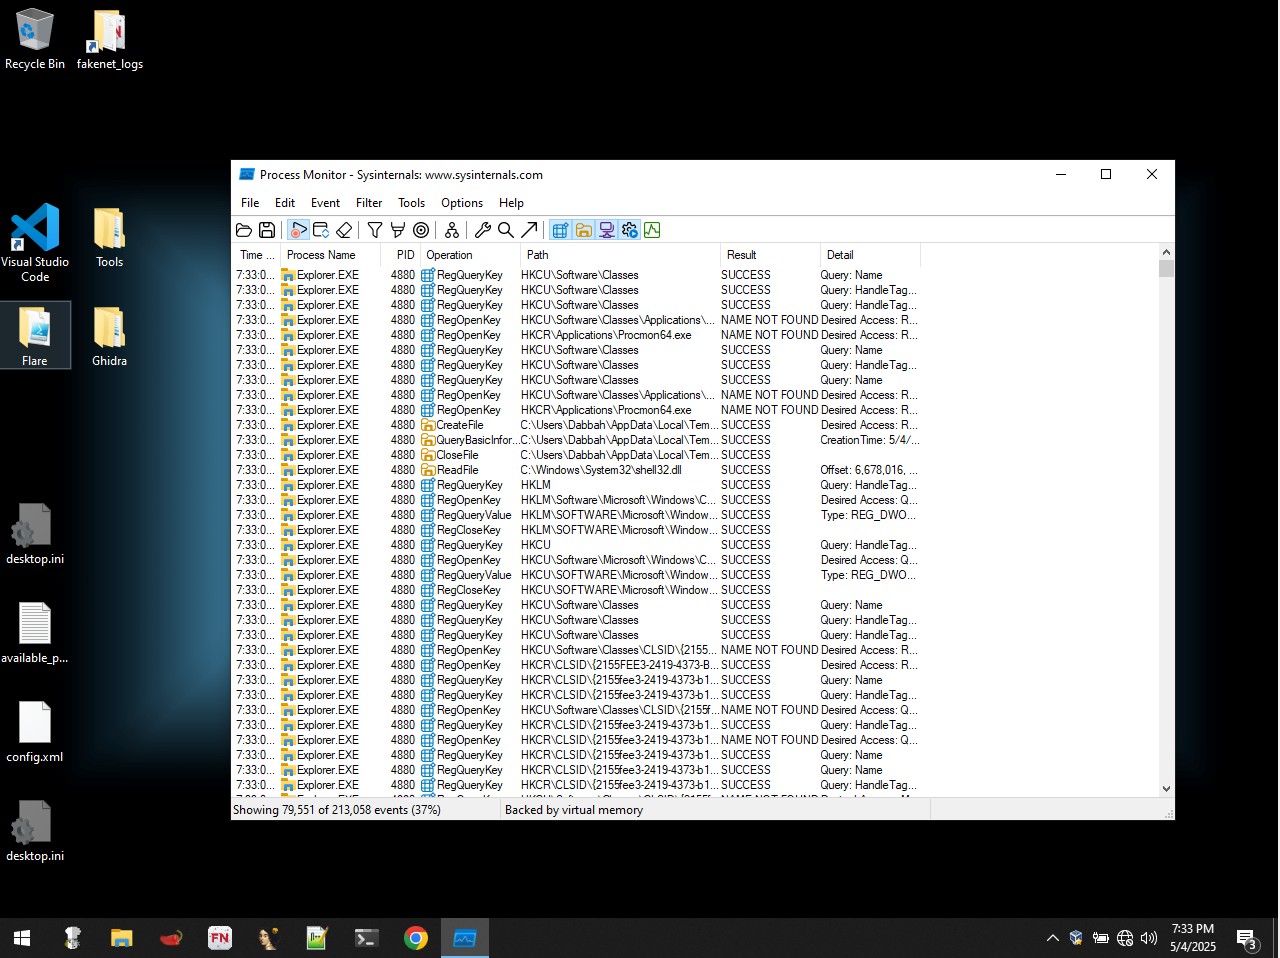 Recycle Bin
fakenet_logs
Visual Studio
Code
Tools
Flare
Ghidra
desktop.ini
available_p...
config.xml
desktop.ini
Process Monitor - Sysinternals: www.sysinternals.com
File Edit Event Filter Tools Options Help
Time ... Process Name PID Operation Path Result Detail
7:33:0... Explorer.EXE 4880 RegQueryKey HKCU\Software\Classes SUCCESS Query: Name
7:33:0... Explorer.EXE 4880 RegQueryKey HKCU\Software\Classes SUCCESS Query: HandleTag...
7:33:0... Explorer.EXE 4880 RegQueryKey HKCU\Software\Classes SUCCESS Query: HandleTag...
7:33:0... Explorer.EXE 4880 RegOpenKey HKCU\Software\Classes\Applications\... NAME NOT FOUND Desired Access: R...
7:33:0... Explorer.EXE 4880 RegOpenKey HKCR\Applications\Procmon64.exe NAME NOT FOUND Desired Access: R...
7:33:0... Explorer.EXE 4880 RegQueryKey HKCU\Software\Classes SUCCESS Query: Name
7:33:0... Explorer.EXE 4880 RegQueryKey HKCU\Software\Classes SUCCESS Query: HandleTag...
7:33:0... Explorer.EXE 4880 RegQueryKey HKCU\Software\Classes SUCCESS Query: Name
7:33:0... Explorer.EXE 4880 RegOpenKey HKCU\Software\Classes\Applications\... NAME NOT FOUND Desired Access: R...
7:33:0... Explorer.EXE 4880 RegOpenKey HKCR\Applications\Procmon64.exe NAME NOT FOUND Desired Access: R...
7:33:0... Explorer.EXE 4880 CreateFile C:\Users\Dabbah\AppData\Local\Tem... SUCCESS Desired Access: R...
7:33:0... Explorer.EXE 4880 QueryBasicInfor... C:\Users\Dabbah\AppData\Local\Tem... SUCCESS CreationTime: 5/4/...
7:33:0... Explorer.EXE 4880 CloseFile C:\Users\Dabbah\AppData\Local\Tem... SUCCESS
7:33:0... Explorer.EXE 4880 ReadFile C:\Windows\System32\shell32.dll SUCCESS Offset: 6,678,016, ...
7:33:0... Explorer.EXE 4880 RegQueryKey HKLM SUCCESS Query: HandleTag...
7:33:0... Explorer.EXE 4880 RegOpenKey HKLM\Software\Microsoft\Windows\C... SUCCESS Desired Access: Q...
7:33:0... Explorer.EXE 4880 RegQueryValue HKLM\SOFTWARE\Microsoft\Window... SUCCESS Type: REG_DWO...
7:33:0... Explorer.EXE 4880 RegCloseKey HKLM\SOFTWARE\Microsoft\Window... SUCCESS
7:33:0... Explorer.EXE 4880 RegQueryKey HKCU SUCCESS Query: HandleTag...
7:33:0... Explorer.EXE 4880 RegOpenKey HKCU\Software\Microsoft\Windows\C... SUCCESS Desired Access: Q...
7:33:0... Explorer.EXE 4880 RegQueryValue HKCU\SOFTWARE\Microsoft\Window... SUCCESS Type: REG_DWO...
7:33:0... Explorer.EXE 4880 RegCloseKey HKCU\SOFTWARE\Microsoft\Window... SUCCESS
7:33:0... Explorer.EXE 4880 RegQueryKey HKCU\Software\Classes SUCCESS Query: Name
7:33:0... Explorer.EXE 4880 RegQueryKey HKCU\Software\Classes SUCCESS Query: HandleTag...
7:33:0... Explorer.EXE 4880 RegQueryKey HKCU\Software\Classes SUCCESS Query: HandleTag...
7:33:0... Explorer.EXE 4880 RegOpenKey HKCU\Software\Classes\CLSID\{2155... NAME NOT FOUND Desired Access: R...
7:33:0... Explorer.EXE 4880 RegOpenKey HKCR\CLSID\{2155FEE3-2419-4373-B... SUCCESS Desired Access: R...
7:33:0... Explorer.EXE 4880 RegQueryKey HKCR\CLSID\{2155fee3-2419-4373-b1... SUCCESS Query: Name
7:33:0... Explorer.EXE 4880 RegQueryKey HKCR\CLSID\{2155fee3-2419-4373-b1... SUCCESS Query: HandleTag...
7:33:0... Explorer.EXE 4880 RegOpenKey HKCU\Software\Classes\CLSID\{2155f... NAME NOT FOUND Desired Access: Q...
7:33:0... Explorer.EXE 4880 RegQueryKey HKCR\CLSID\{2155fee3-2419-4373-b1... SUCCESS Query: HandleTag...
7:33:0... Explorer.EXE 4880 RegOpenKey HKCR\CLSID\{2155fee3-2419-4373-b1... NAME NOT FOUND Desired Access: Q...
7:33:0... Explorer.EXE 4880 RegQueryKey HKCR\CLSID\{2155fee3-2419-4373-b1... SUCCESS Query: Name
7:33:0... Explorer.EXE 4880 RegQueryKey HKCR\CLSID\{2155fee3-2419-4373-b1... SUCCESS Query: Name
7:33:0... Explorer.EXE 4880 RegQueryKey HKCR\CLSID\{2155fee3-2419-4373-b1... SUCCESS Query: HandleTag...
Showing 79,551 of 213,058 events (37%) Backed by virtual memory
FN
7:33 PM
5/4/2025
3